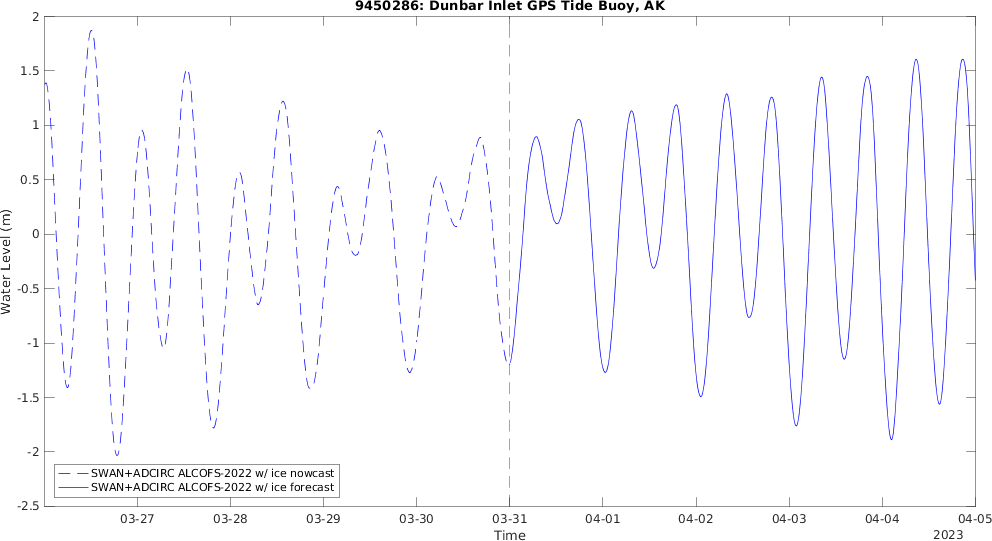 9450286: Dunbar Inlet GPS Tide Buoy, AK
2
1.5
1
0.5
0
-0.5
-1
-1.5
-2
-2.5
Water Level (m)
SWAN+ADCIRC ALCOFS-2022 w/ ice nowcast
SWAN+ADCIRC ALCOFS-2022 w/ ice forecast
03-27 03-28 03-29 03-30 03-31 04-01 04-02 04-03 04-04 04-05
Time
2023